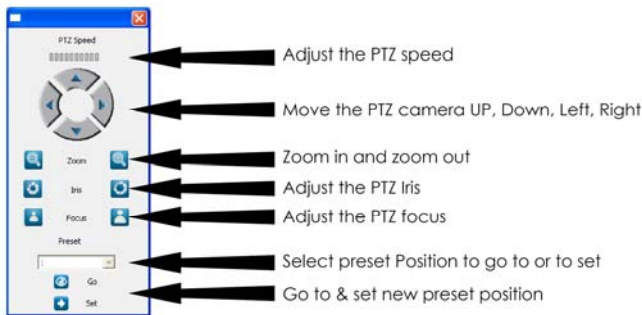 PTZ Speed
Adjust the PTZ speed
Move the PTZ camera UP, Down, Left, Right
Zoom
Zoom in and zoom out
Iris
Adjust the PTZ Iris
Focus
Adjust the PTZ focus
Preset
Select preset Position to go to or to set
Go
Go to & set new preset position
Set